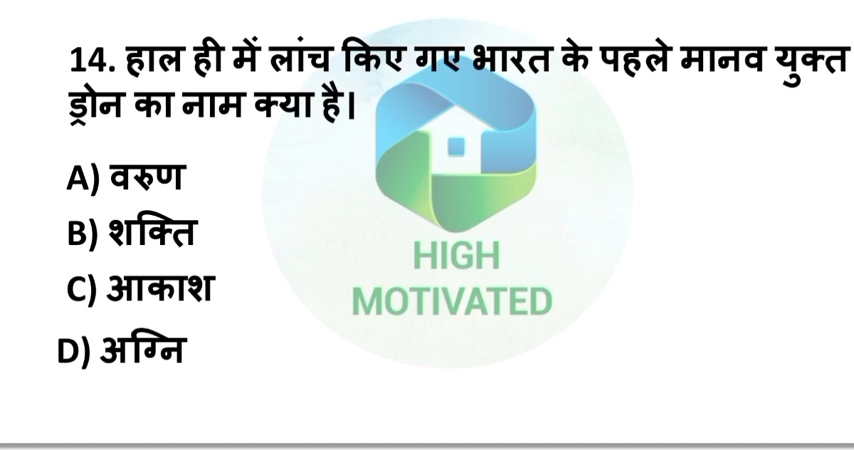 14. हाल ही में लांच किए गए भारत के पहले मानव युक्त
ड्रोन का नाम क्या है।
A) वरुण
B) शक्ति
C) आकाश
D) अग्नि
HIGH
MOTIVATED